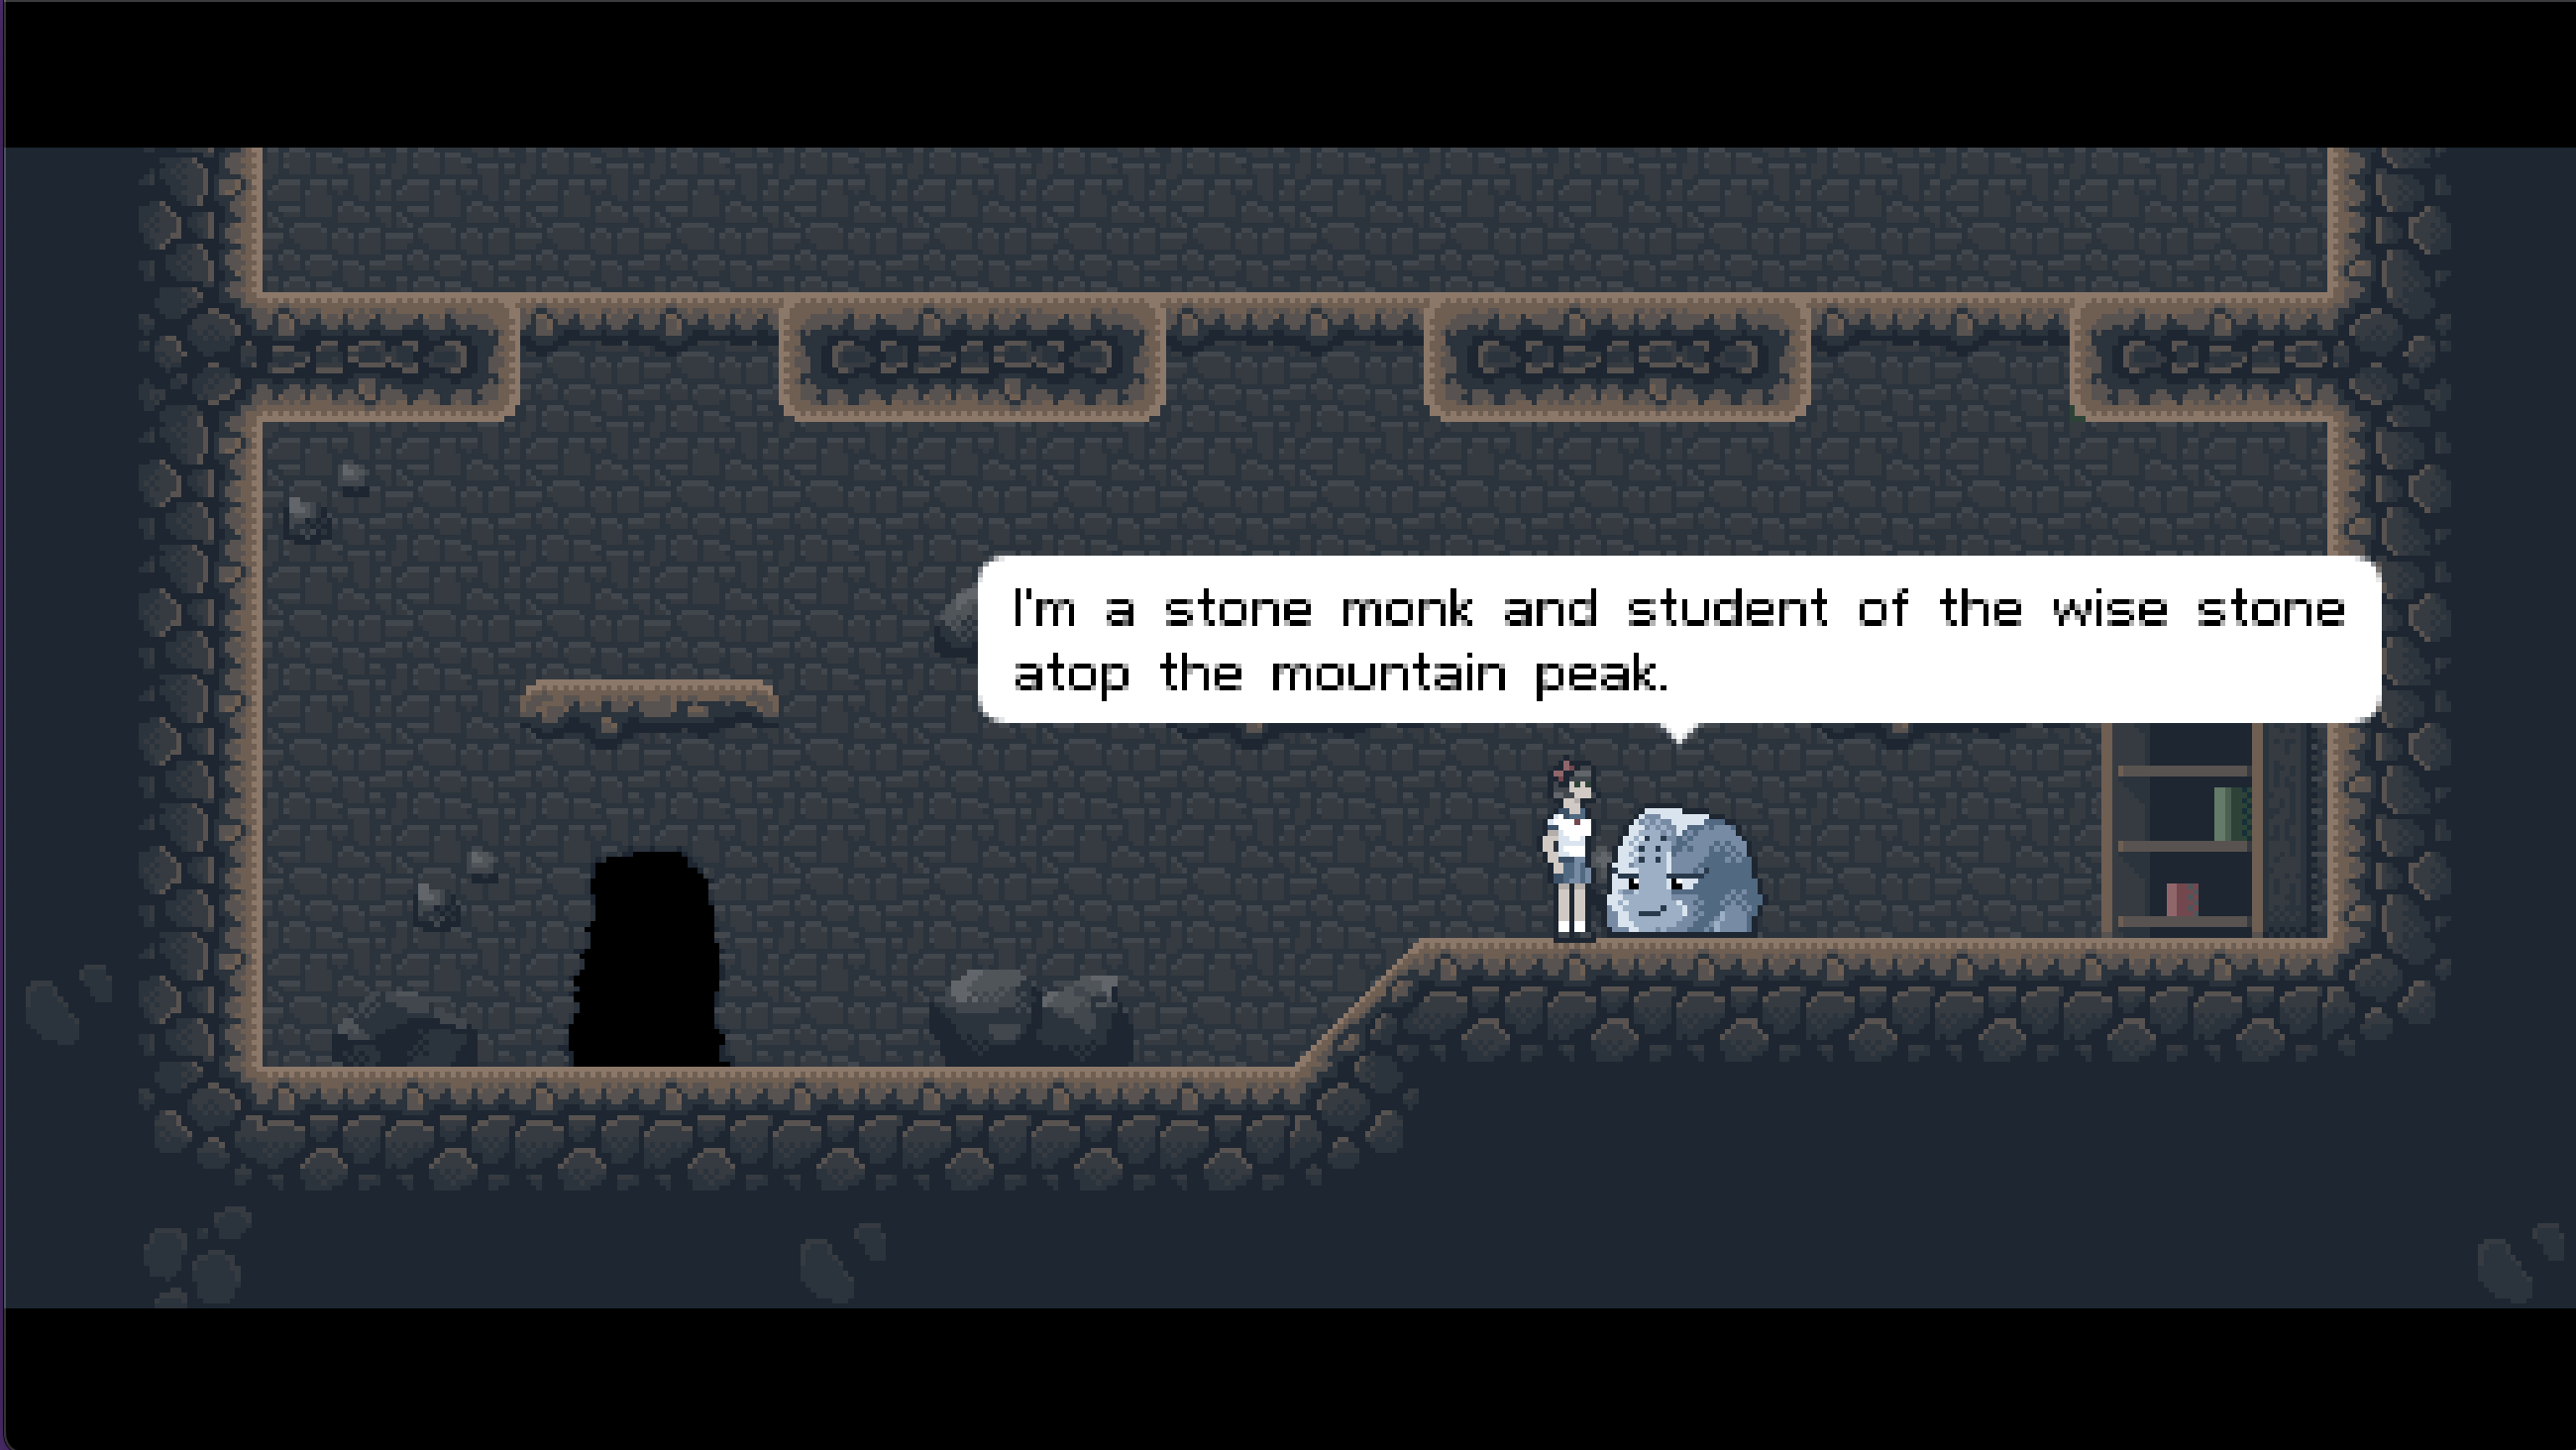 I'm a stone monk and student of the wise stone
atop the mountain peak.